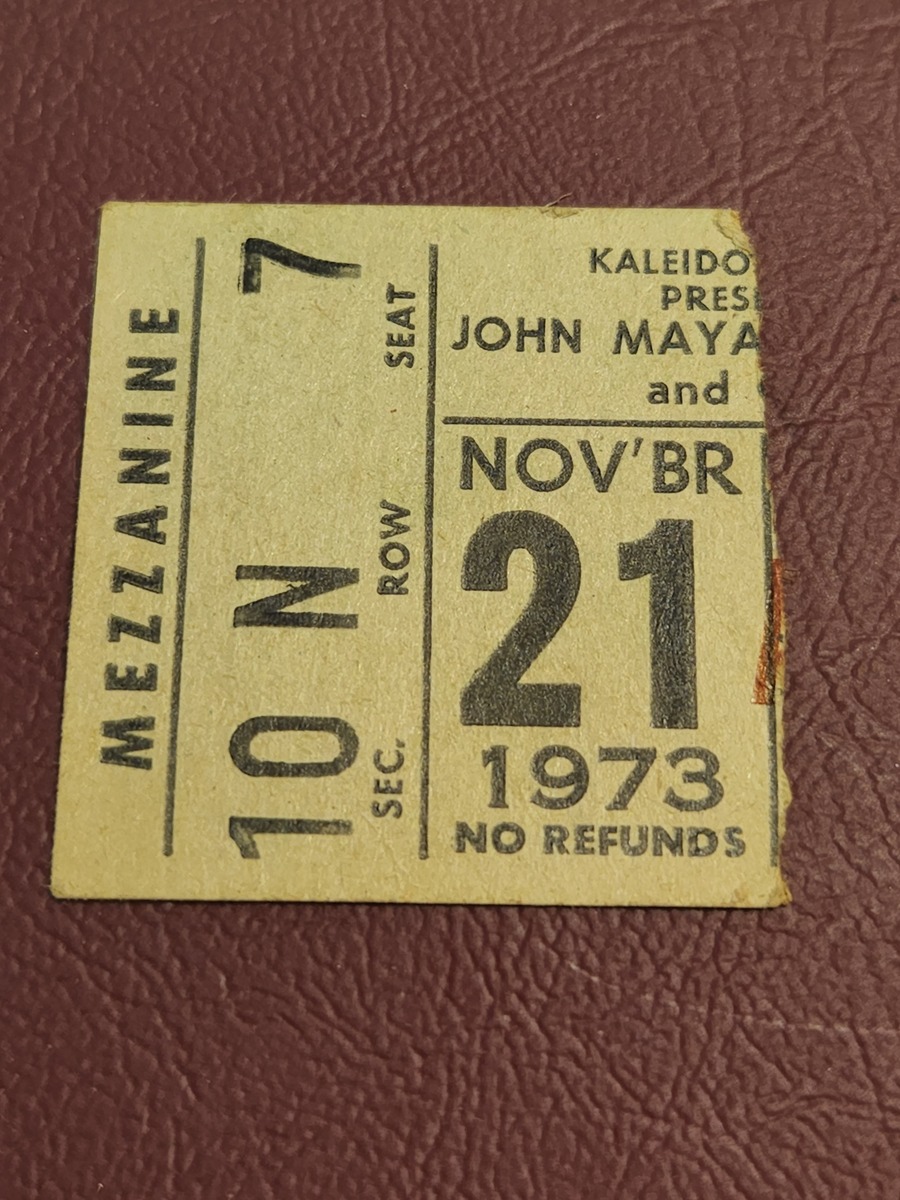 MEZZANINE
10 N 7
SEC. ROW SEAT
KALEIDO
PRES
JOHN MAYA
and
NOV'BR
21
1973
NO REFUNDS